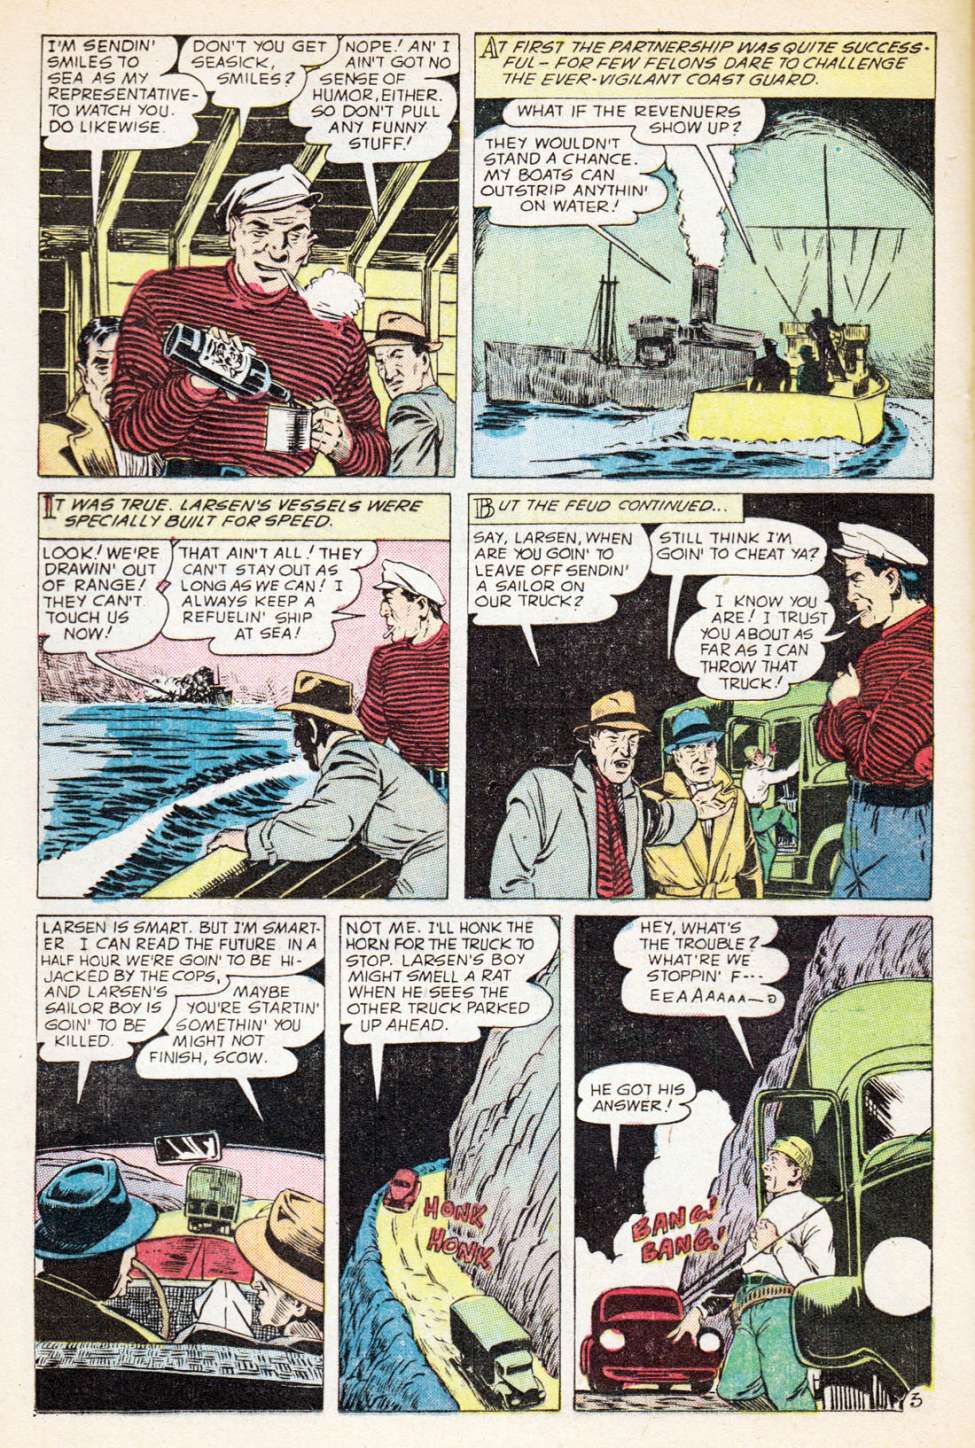 I'M SENDIN'
SMILES TO
SEA AS MY
REPRESENTATIVE-
TO WATCH YOU.
DO LIKEWISE.
DON'T YOU GET
SEASICK,
SMILES?
NOPE! AN' I
AIN'T GOT NO
SENSE OF
HUMOR, EITHER.
SO DON'T PULL
ANY FUNNY
STUFF!
AT FIRST THE PARTNERSHIP WAS QUITE SUCCESS-
FUL - FOR FEW FELONS DARE TO CHALLENGE
THE EVER-VIGILANT COAST GUARD.
WHAT IF THE REVENUERS
SHOW UP?
THEY WOULDN'T
STAND A CHANCE.
MY BOATS CAN
OUTSTRIP ANYTHIN'
ON WATER!
IT WAS TRUE. LARSEN'S VESSELS WERE
SPECIALLY BUILT FOR SPEED.
LOOK! WE'RE
DRAWIN' OUT
OF RANGE!
THEY CAN'T
TOUCH US
NOW!
THAT AIN'T ALL! THEY
CAN'T STAY OUT AS
LONG AS WE CAN! I
ALWAYS KEEP A
REFUELIN' SHIP
AT SEA!
BUT THE FEUD CONTINUED...
SAY, LARSEN, WHEN
ARE YOU GOIN' TO
LEAVE OFF SENDIN'
A SAILOR ON
OUR TRUCK?
STILL THINK I'M
GOIN' TO CHEAT YA?
I KNOW YOU
ARE! I TRUST
YOU ABOUT AS
FAR AS I CAN
THROW THAT
TRUCK!
LARSEN IS SMART. BUT I'M SMART-
ER I CAN READ THE FUTURE IN A
HALF HOUR WE'RE GOIN' TO BE HI-
JACKED BY THE COPS,
AND LARSEN'S
SAILOR BOY IS
GOIN' TO BE
KILLED.
MAYBE
YOU'RE STARTIN'
SOMETHIN' YOU
MIGHT NOT
FINISH, SCOW.
NOT ME. I'LL HONK THE
HORN FOR THE TRUCK TO
STOP. LARSEN'S BOY
MIGHT SMELL A RAT
WHEN HE SEES THE
OTHER TRUCK PARKED
UP AHEAD.
HONK
HONK
HEY, WHAT'S
THE TROUBLE?
WHAT'RE WE
STOPPIN' F---
EEAAAAAA-
HE GOT HIS
ANSWER!
BANG!
BANG!
3